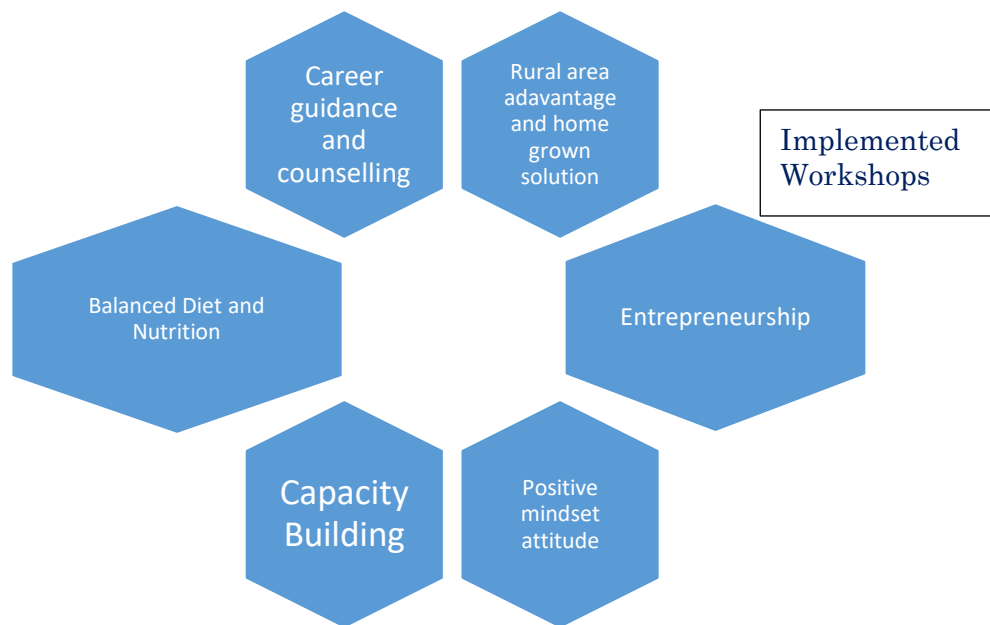 Career
guidance
and
counselling
Rural area
adavantage
and home
grown
solution
Implemented
Workshops
Balanced Diet and
Nutrition
Entrepreneurship
Capacity
Building
Positive
mindset
attitude